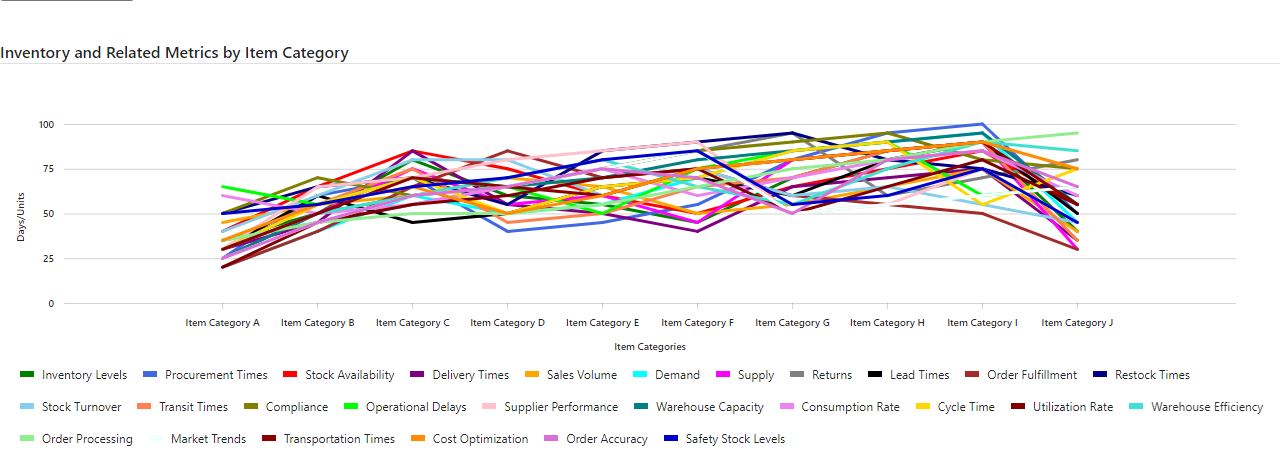 Inventory and Related Metrics by Item Category
100
75
50
25
0
Days/Units
Item Category A Item Category B Item Category C Item Category D Item Category E Item Category F Item Category G Item Category H Item Category I Item Category J
Item Categories
Inventory Levels Procurement Times Stock Availability Delivery Times Sales Volume Demand Supply Returns Lead Times Order Fulfillment Restock Times
Stock Turnover Transit Times Compliance Operational Delays Supplier Performance Warehouse Capacity Consumption Rate Cycle Time Utilization Rate Warehouse Efficiency
Order Processing Market Trends Transportation Times Cost Optimization Order Accuracy Safety Stock Levels